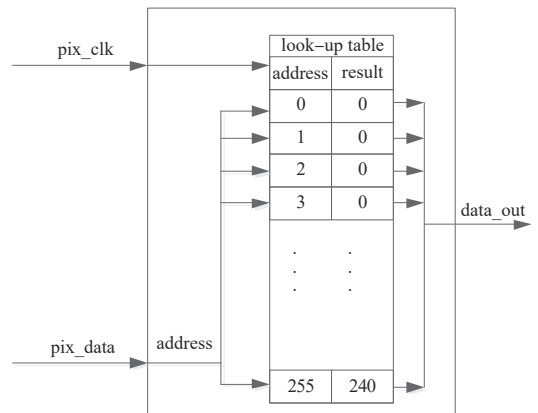 look-up table
pix_clk
address result
0 0
1 0
2 0
3 0
data_out
. .
. .
. .
pix_data address
255 240